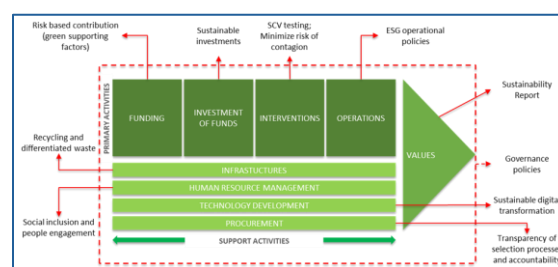 Risk based contribution
(green supporting
factors)
Sustainable
investments
SCV testing;
Minimize risk of
contagion
ESG operational
policies
PRIMARY ACTIVITIES
FUNDING
INVESTMENT
OF FUNDS
INTERVENTIONS
OPERATIONS
VALUES
Sustainability
Report
Governance
policies
Recycling and
differentiated waste
INFRASTUCTURES
HUMAN RESOURCE MANAGEMENT
TECHNOLOGY DEVELOPMENT
PROCUREMENT
Social inclusion and
people engagement
SUPPORT ACTIVITIES
Sustainable digital
transformation
Transparency of
selection processe
and accountability